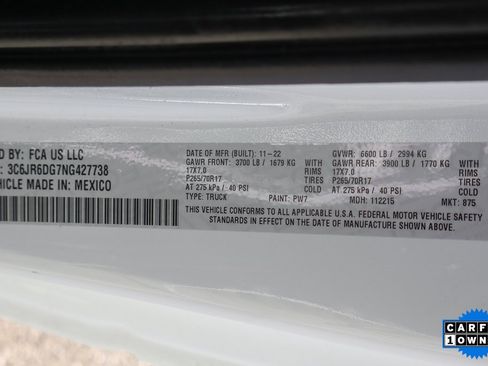 D BY: FCA US LLC
: 3C6JR6DG7NG427738
EHICLE MADE IN: MEXICO
DATE OF MFR (BUILT): 11-22 GVWR: 6600 LB / 2994 KG
GAWR FRONT: 3700 LB / 1679 KG GAWR REAR: 3900 LB / 1770 KG
17X7.0 RIMS 17X7.0 RIMS
P265/70R17 TIRES P265/70R17 TIRES
AT 275 kPa / 40 PSI COLD AT 275 kPa / 40 PSI COLD
TYPE: TRUCK PAINT: PW7 MDH: 112215 MKT: 875
THIS VEHICLE CONFORMS TO ALL APPLICABLE U.S.A. FEDERAL MOTOR VEHICLE SAFETY
STANDARDS IN EFFECT ON THE DATE OF MANUFACTURE SHOWN ABOVE.
CARF
1 OWN